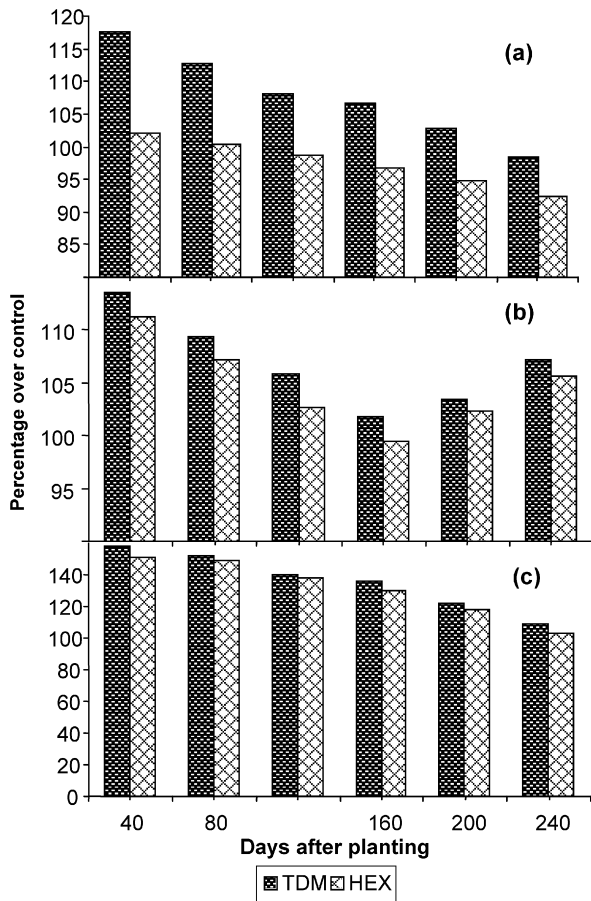 120
115
110
105
100
95
90
85
(a)
110
105
100
95
(b)
Percentage over control
140
120
100
80
60
40
20
0
(c)
40 80 160 200 240
Days after planting
TDM HEX